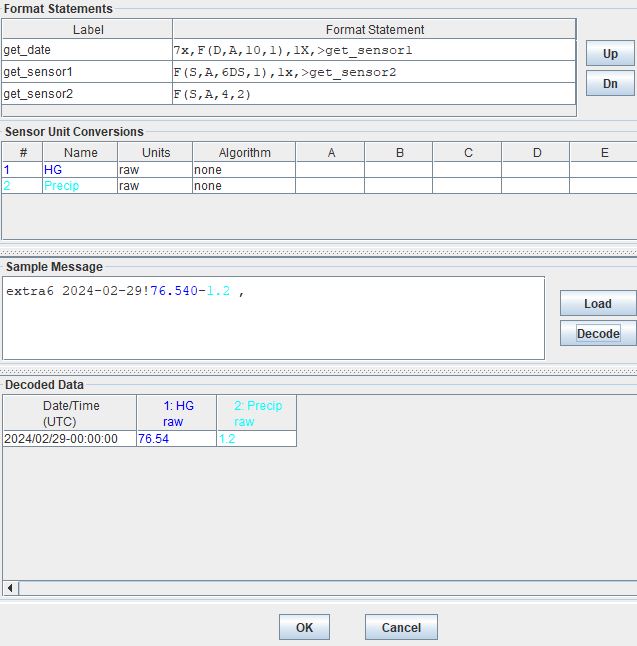 Format Statements
Label Format Statement
get_date 7x,F(D,A,10,1),1X,>get_sensor1
get_sensor1 F(S,A,6DS,1),1x,>get_sensor2
get_sensor2 F(S,A,4,2)
Up
Dn
Sensor Unit Conversions
# Name Units Algorithm A B C D E
1 HG raw none
2 Precip raw none
Sample Message
extra6 2024-02-29!76.540-1.2 ,
Load
Decode
Decoded Data
Date/Time 1: HG 2: Precip
(UTC) raw raw
2024/02/29-00:00:00 76.54 1.2
OK Cancel